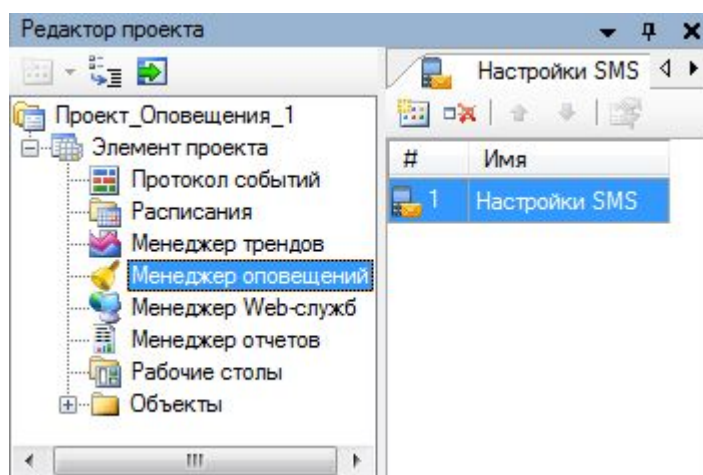 Редактор проекта
Настройки SMS
Проект_Оповещения_1
Элемент проекта
Протокол событий
Расписания
Менеджер трендов
Менеджер оповещений
Менеджер Web-служб
Менеджер отчетов
Рабочие столы
Объекты
# Имя
1 Настройки SMS